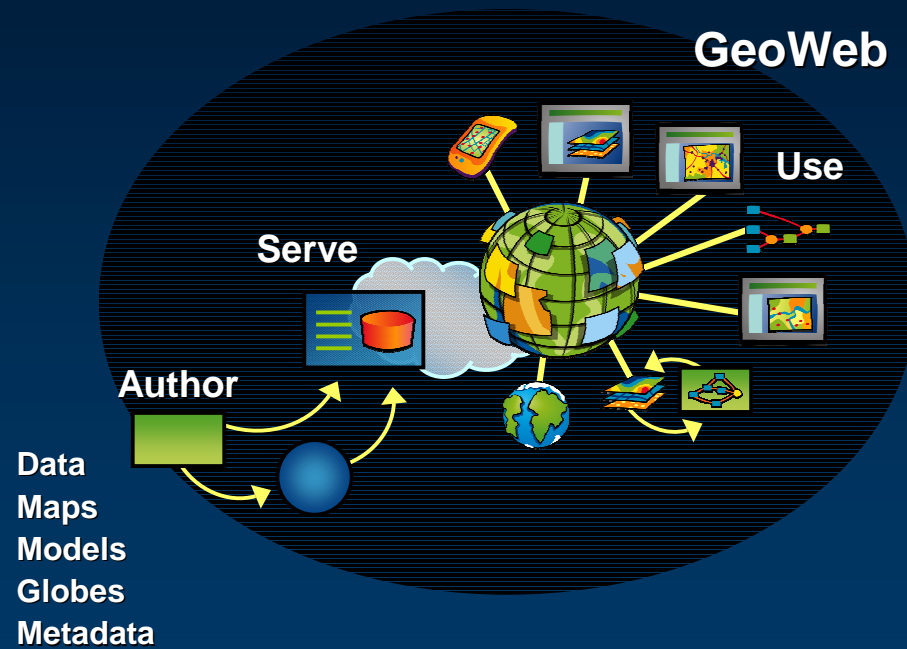 GeoWeb
Use
Serve
Author
Data
Maps
Models
Globes
Metadata